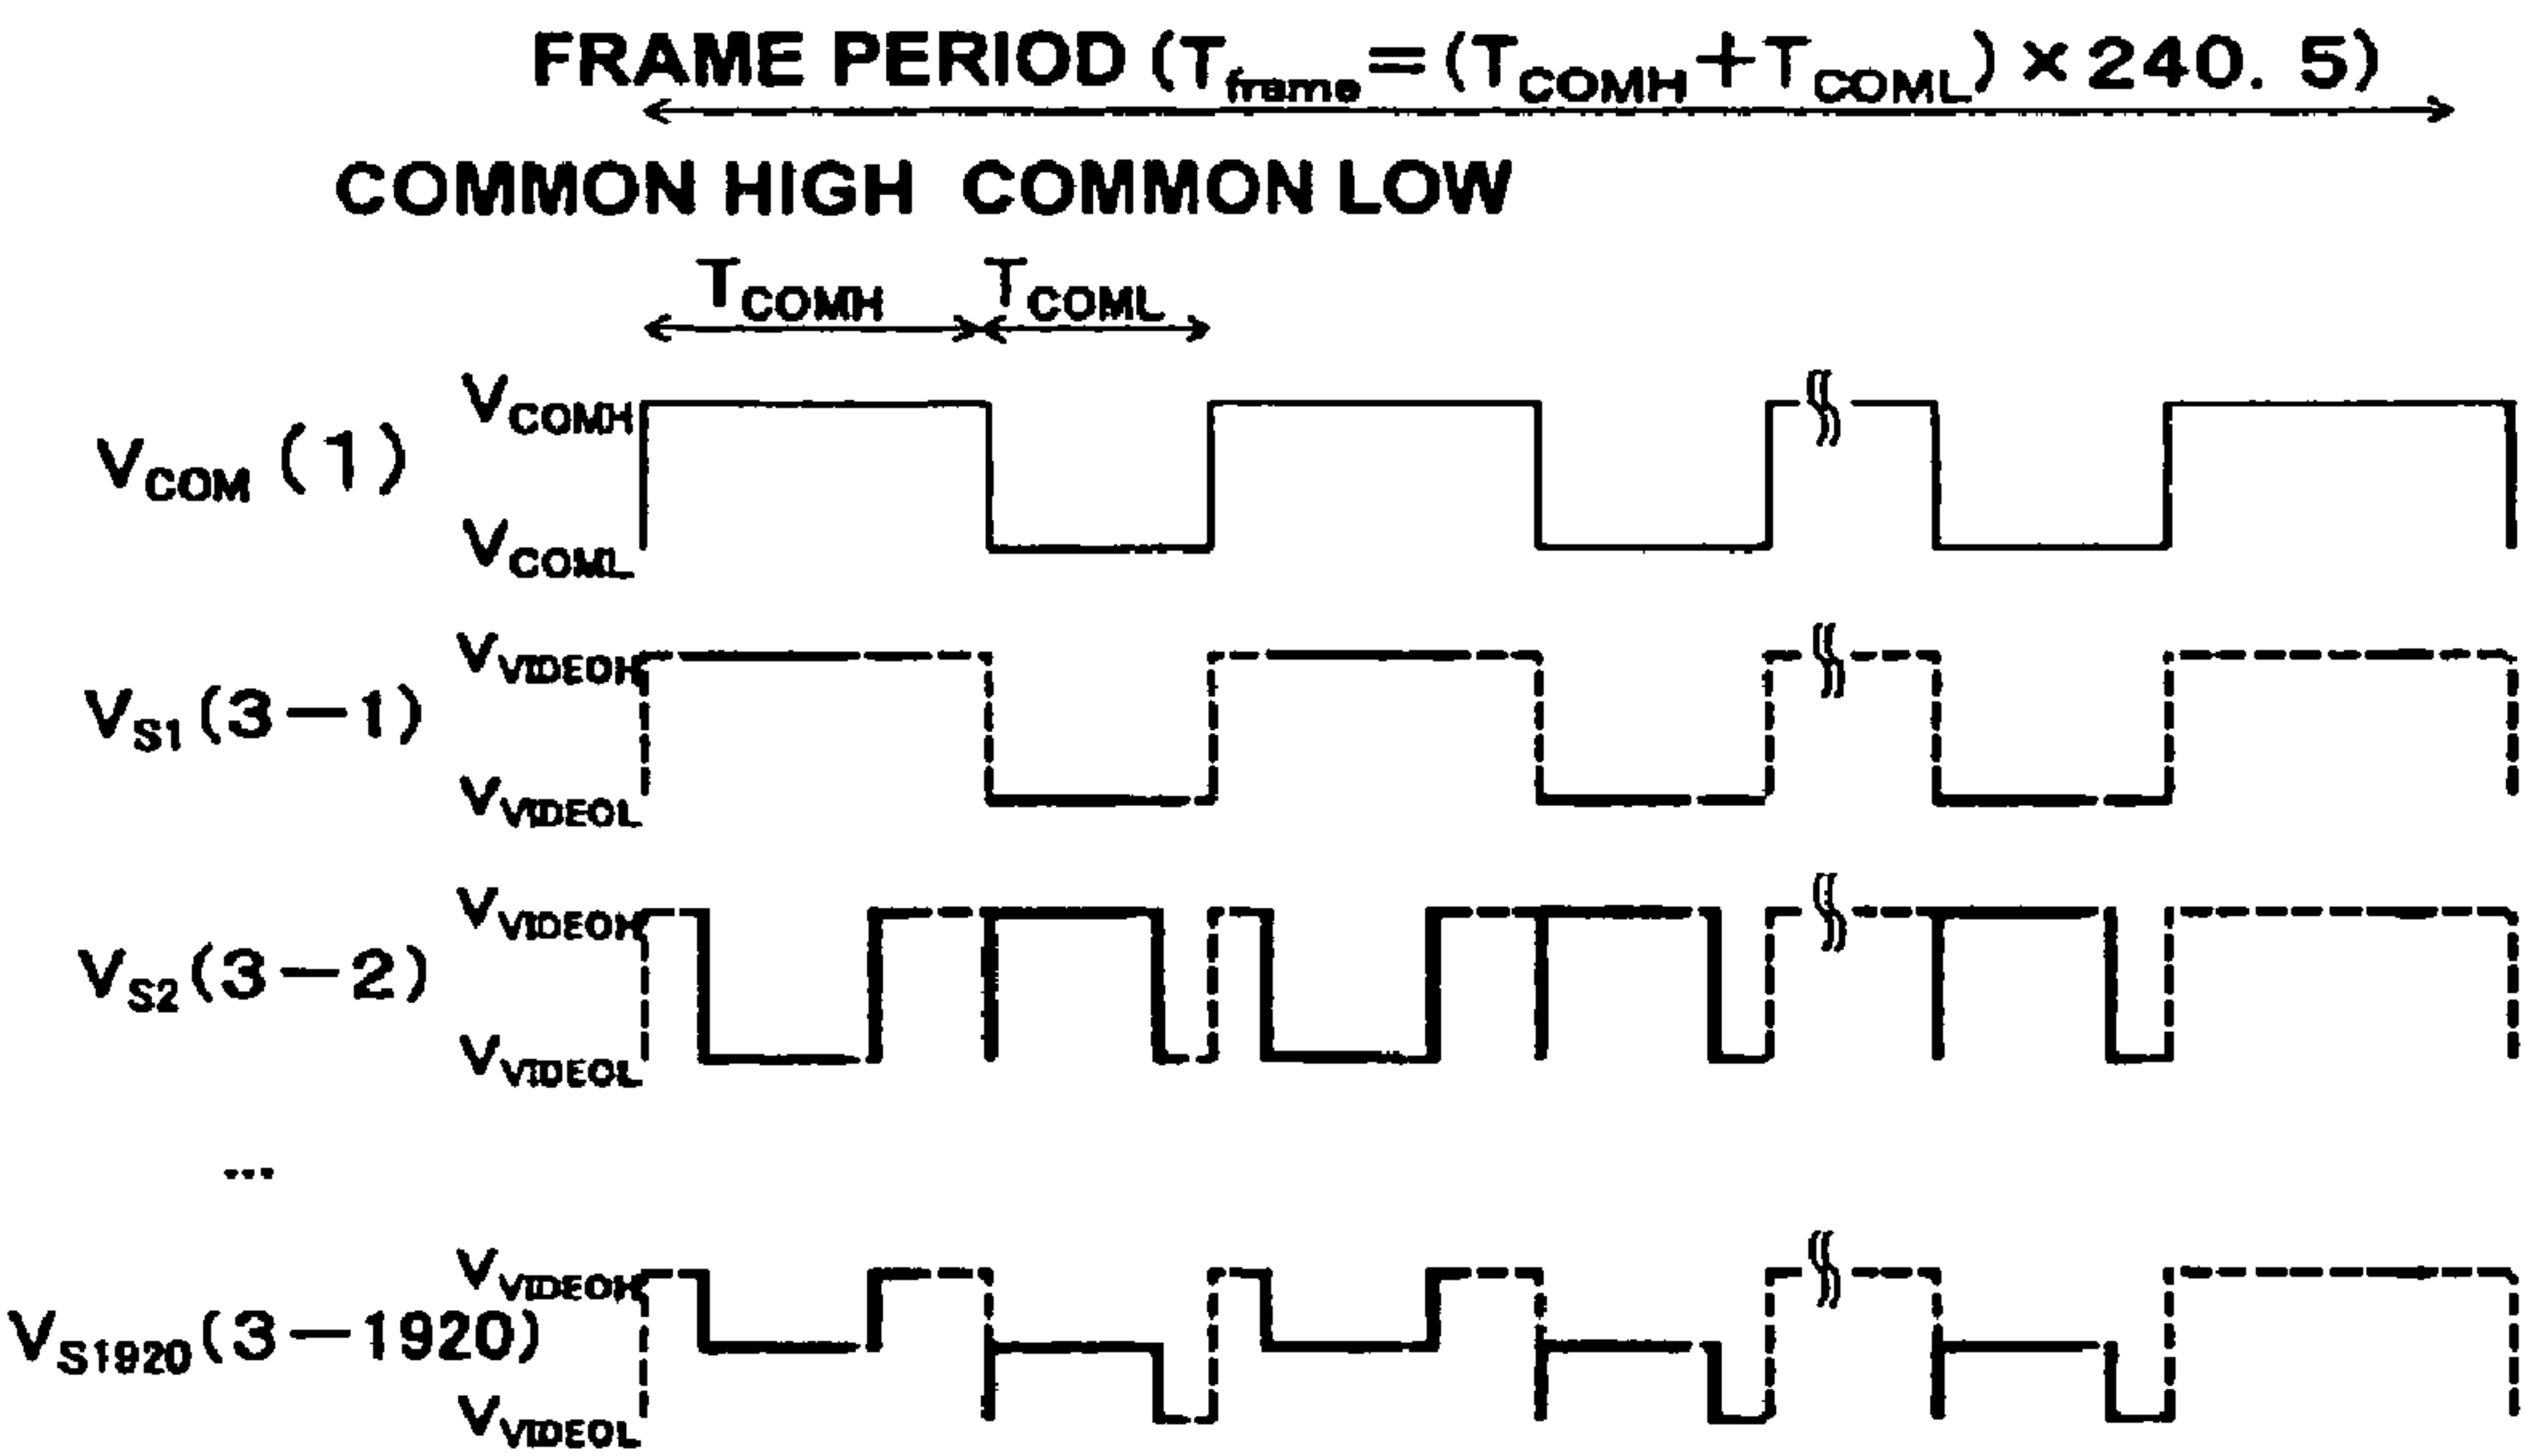 FRAME PERIOD (Tframe=(TCOMH+TCOML)×240. 5)
COMMON HIGH COMMON LOW
TCOMH TCOML
VCOMH
VCOM (1)
VCOML
VVIDEOH
VS1(3−1)
VVIDEOL
VVIDEOH
VS2(3−2)
VVIDEOL
...
VVIDEOH
VS1920(3−1920)
VVIDEOL